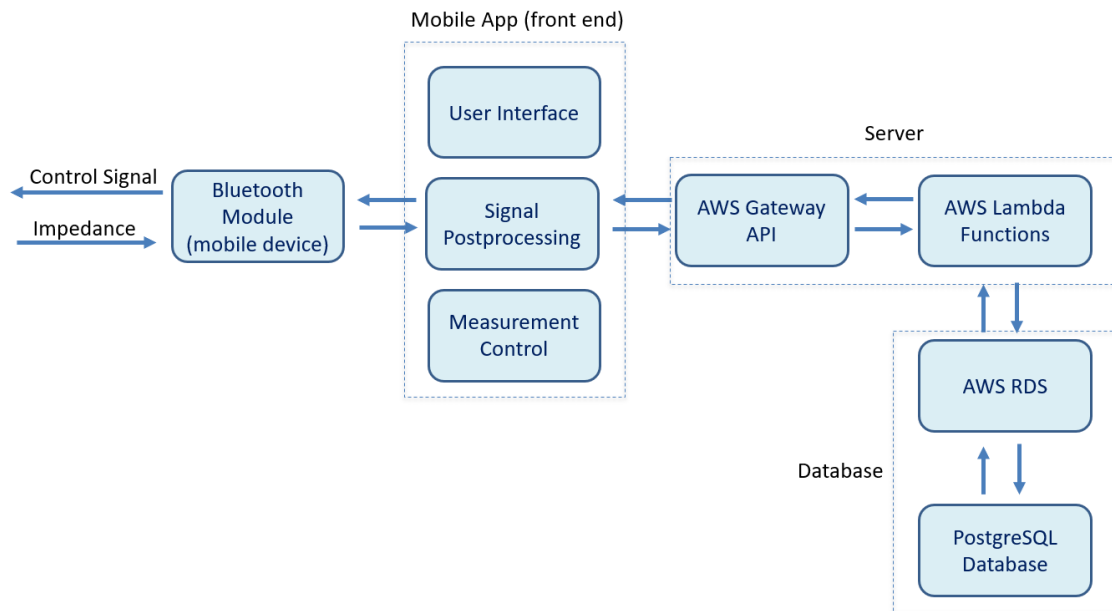 Mobile App (front end)
User Interface
Server
Control Signal
Bluetooth
Module
(mobile device)
Impedance
Signal
Postprocessing
AWS Gateway
API
AWS Lambda
Functions
Measurement
Control
AWS RDS
Database
PostgreSQL
Database